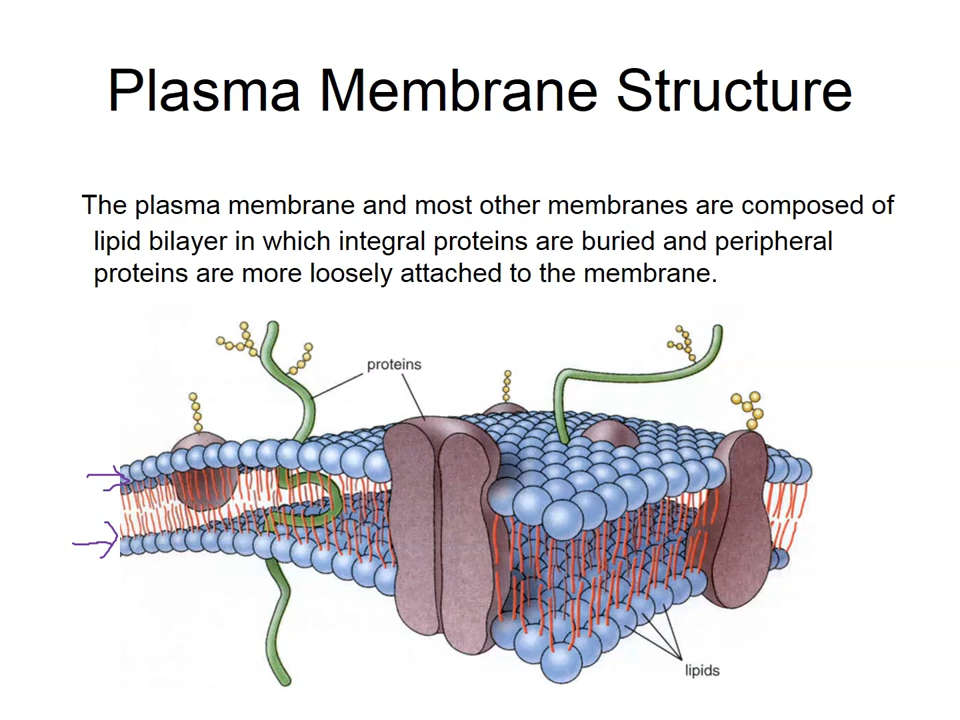 Plasma Membrane Structure
The plasma membrane and most other membranes are composed of
lipid bilayer in which integral proteins are buried and peripheral
proteins are more loosely attached to the membrane.
proteins
lipids